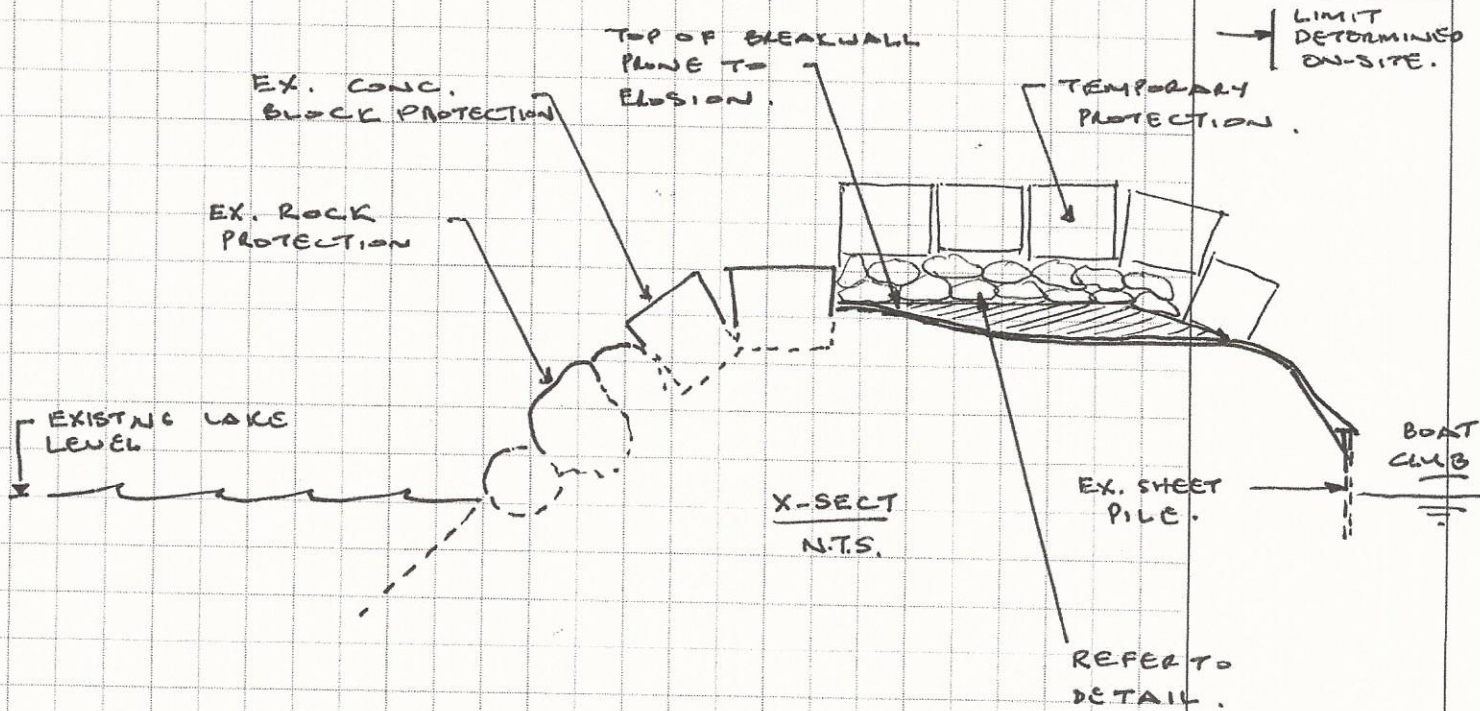 LIMIT
DETERMINED
ON-SITE.
TOP OF BREAKWALL
PRONE TO
EROSION.
EX. CONC.
BLOCK PROTECTION
TEMPORARY
PROTECTION.
EX. ROCK
PROTECTION
EXISTING LAKE
LEVEL
BOAT
CLUB
EX. SHEET
PILE.
X-SECT
N.T.S.
REFER TO
DETAIL.